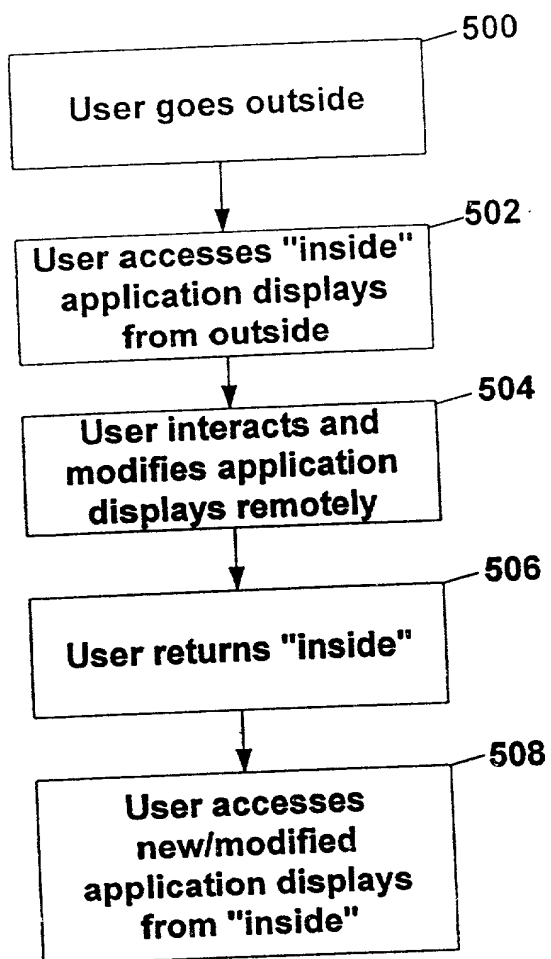 500
User goes outside
502
User accesses "inside"
application displays
from outside
504
User interacts and
modifies application
displays remotely
506
User returns "inside"
508
User accesses
new/modified
application displays
from "inside"